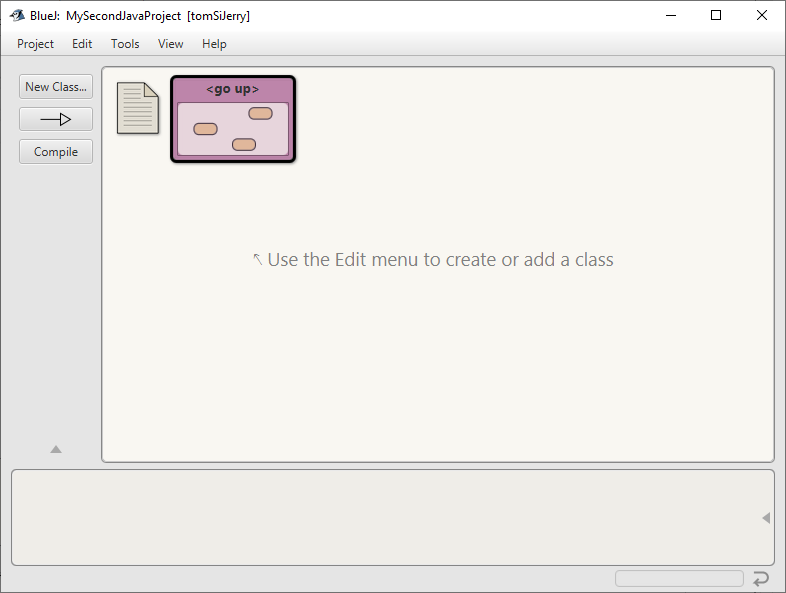 BlueJ: MySecondJavaProject [tomSiJerry]
Project Edit Tools View Help
New Class...
<go up>
Compile
Use the Edit menu to create or add a class